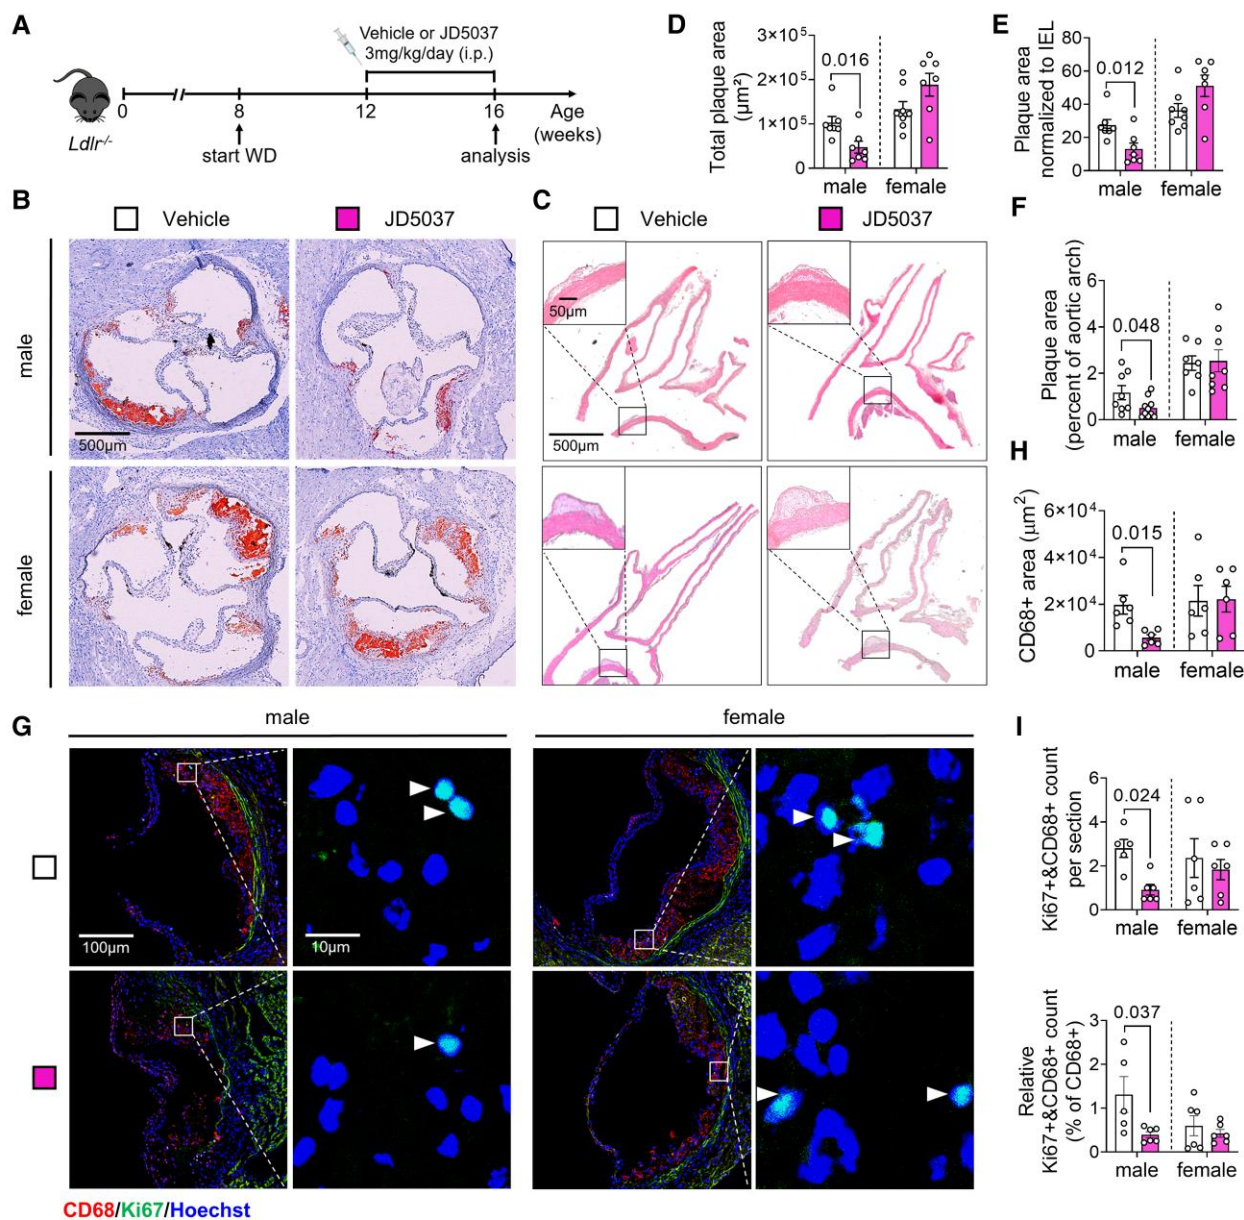 A
Vehicle or JD5037
3mg/kg/day (i.p.)
0
8
12
16
Age
(weeks)
Ldlr-/-
start WD
analysis
B
Vehicle
JD5037
male
500µm
female
C
Vehicle
JD5037
50µm
500µm
D
Total plaque area
(µm²)
3×10⁵
2×10⁵
1×10⁵
0
0.016
male
female
E
Plaque area
normalized to IEL
80
60
40
20
0
0.012
male
female
F
Plaque area
(percent of aortic arch)
6
4
2
0
0.048
male
female
G
male
female
100µm
10µm
CD68/Ki67/Hoechst
H
CD68+ area (µm²)
6×10⁴
4×10⁴
2×10⁴
0
0.015
male
female
I
Ki67+&CD68+ count
per section
6
4
2
0
0.024
male
female
Relative
Ki67+&CD68+ count
(% of CD68+)
3
2
1
0
0.037
male
female